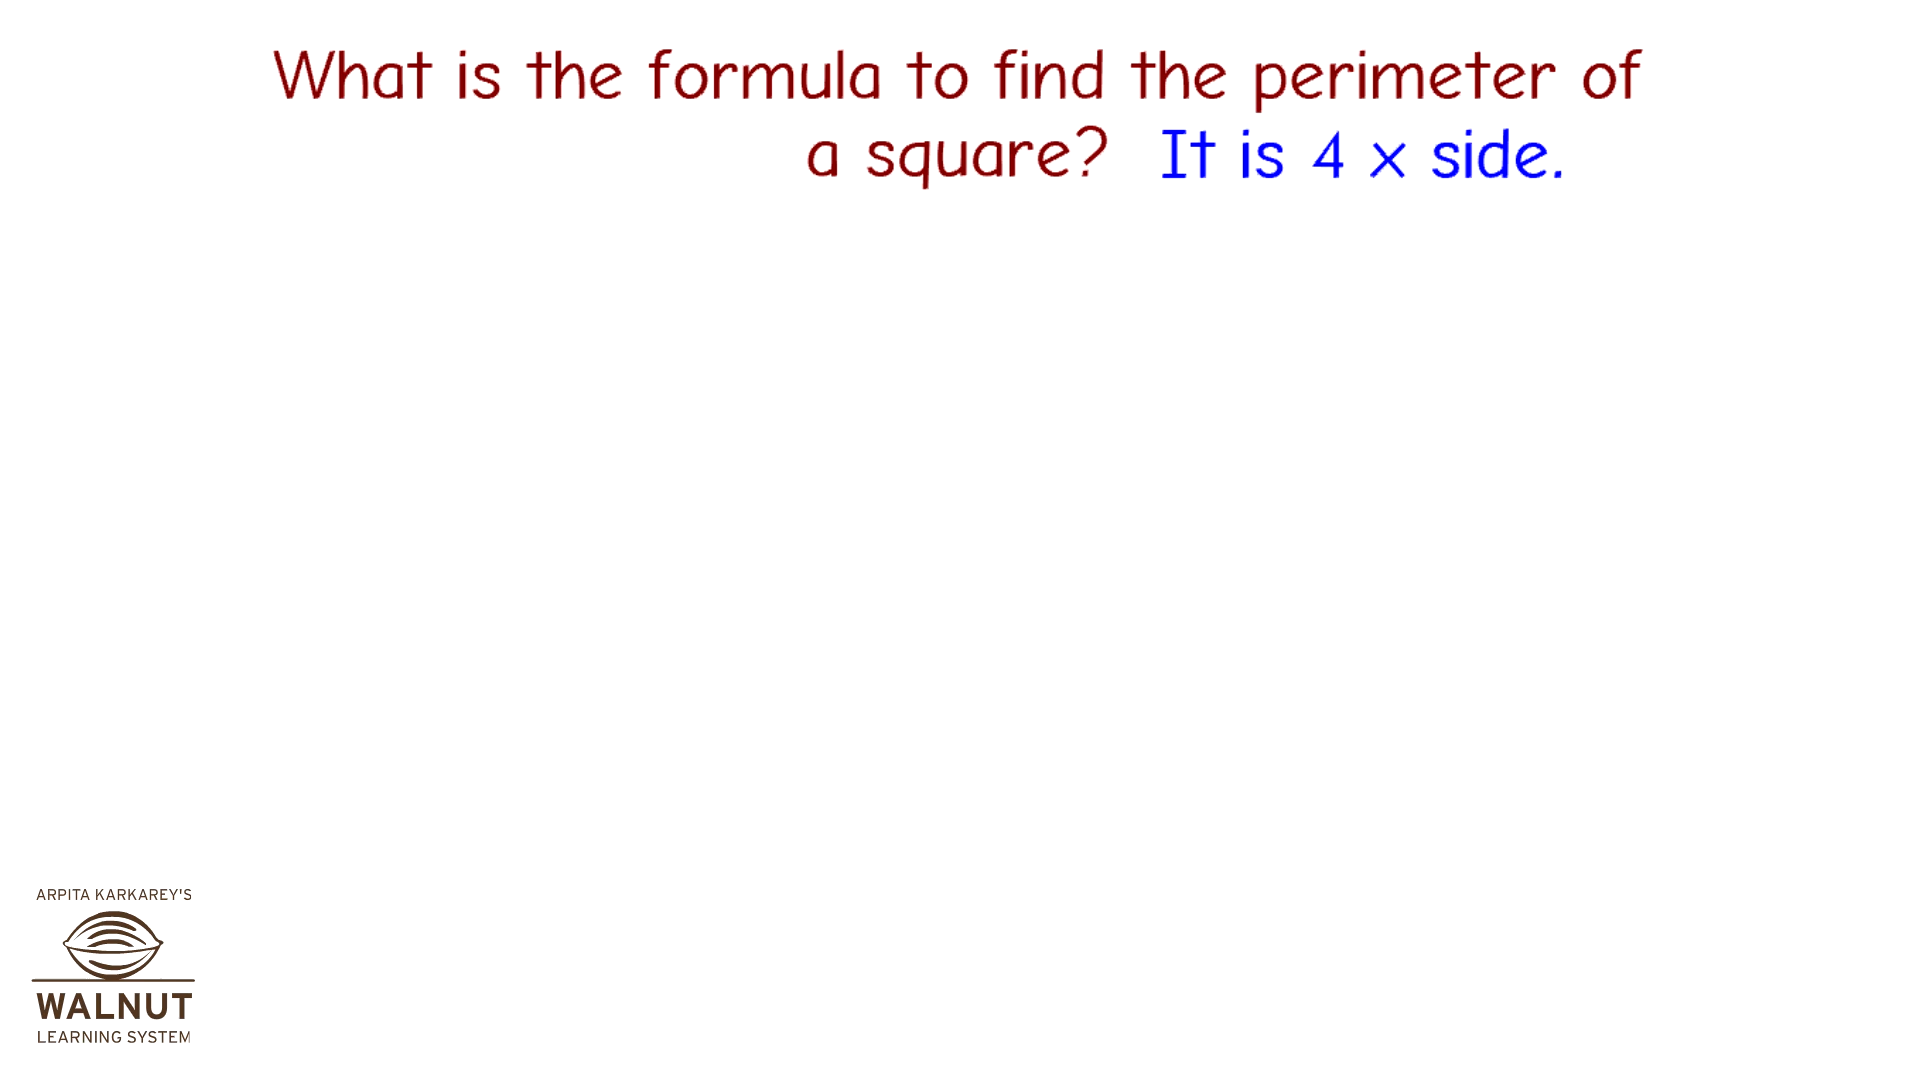 What is the formula to find the perimeter of
a square? It is 4 x side.
ARPITA KARKAREY'S
WALNUT
LEARNING SYSTEM